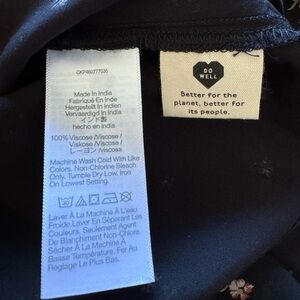 CKP460777035
Made In India
Fabriqué En Inde
Hergestellt In Indien
Vervaardigd In India
インド製
hecho en india
100% Viscose /Viscose/
Viskose /Viscose/
レーヨン /Viscosa
Machine Wash Cold With Like
Colors. Non-Chlorine Bleach
Only. Tumble Dry Low. Iron
On Lowest Setting.
Laver À La Machine À L'eau
Froide.Laver En Séparant Les
Couleurs, Seulement Agent
De Blanchiment Non-Chloré.
Sécher À La Machine À
Basse Température. Fer Au
Réglage Le Plus Bas.
DO
WELL
Better for the
planet, better for
its people.